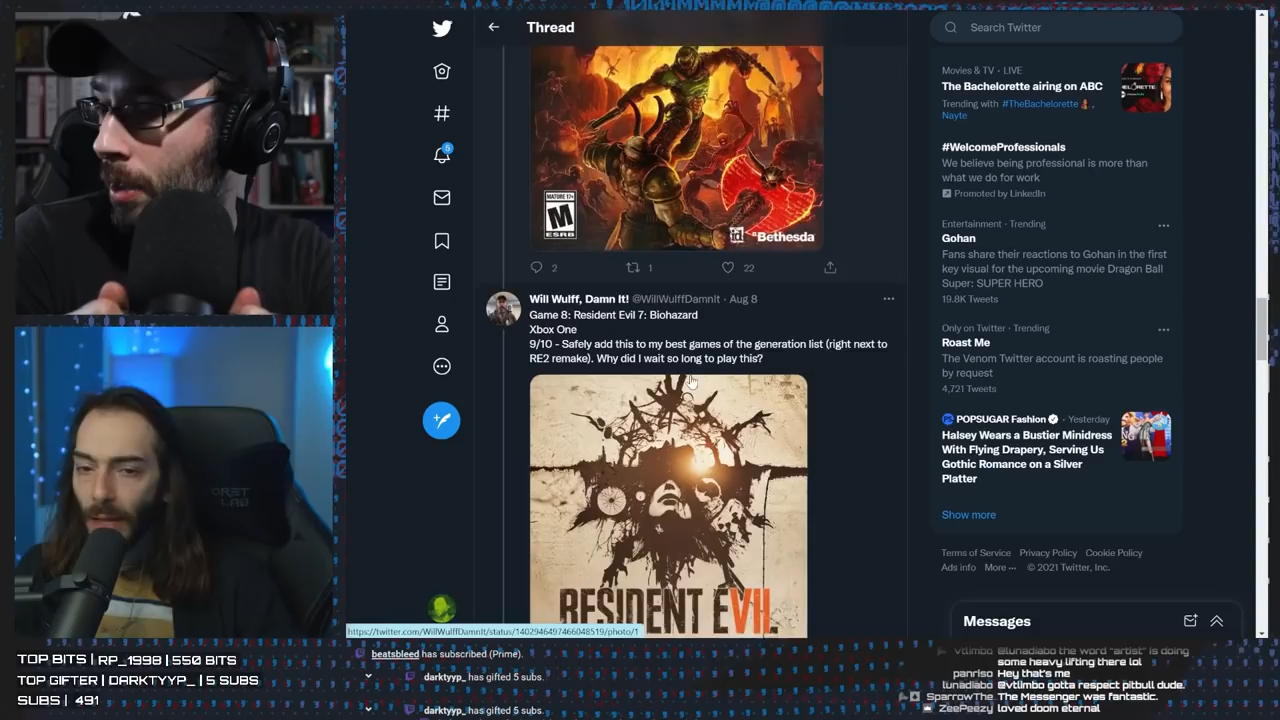 Thread
MATURE 17+
M
ESRB
id
Bethesda
2
1
22
Will Wulff, Damn It! @WillWulffDamnIt · Aug 8
Game 8: Resident Evil 7: Biohazard
Xbox One
9/10 - Safely add this to my best games of the generation list (right next to
RE2 remake). Why did I wait so long to play this?
RESIDENT EVIL
https://twitter.com/WillWulffDamnIt/status/1402946497466048519/photo/1
5
Search Twitter
Movies & TV · LIVE
The Bachelorette airing on ABC
Trending with #TheBachelorette,
Nayte
#WelcomeProfessionals
We believe being professional is more than
what we do for work
Promoted by LinkedIn
Entertainment · Trending
Gohan
Fans share their reactions to Gohan in the first
key visual for the upcoming movie Dragon Ball
Super: SUPER HERO
19.8K Tweets
Only on Twitter · Trending
Roast Me
The Venom Twitter account is roasting people
by request
4,721 Tweets
POPSUGAR Fashion · Yesterday
Halsey Wears a Bustier Minidress
With Flying Drapery, Serving Us
Gothic Romance on a Silver
Platter
Show more
Terms of Service Privacy Policy Cookie Policy
Ads info More ··· © 2021 Twitter, Inc.
Messages
TOP BITS | RP_1998 | 550 BITS
TOP GIFTER | DARKTYYP_ | 5 SUBS
SUBS | 491
beatsbleed has subscribed (Prime).
darktyyp_ has gifted 5 subs.
darktyyp_ has gifted 5 subs.
vtlimbo @lunadiabo the word "artist" is doing
some heavy lifting there lol
panriso Hey that's me
lunadiabo @vtlimbo gotta respect pitbull dude.
SparrowThe The Messenger was fantastic.
ZeePeezy loved doom eternal